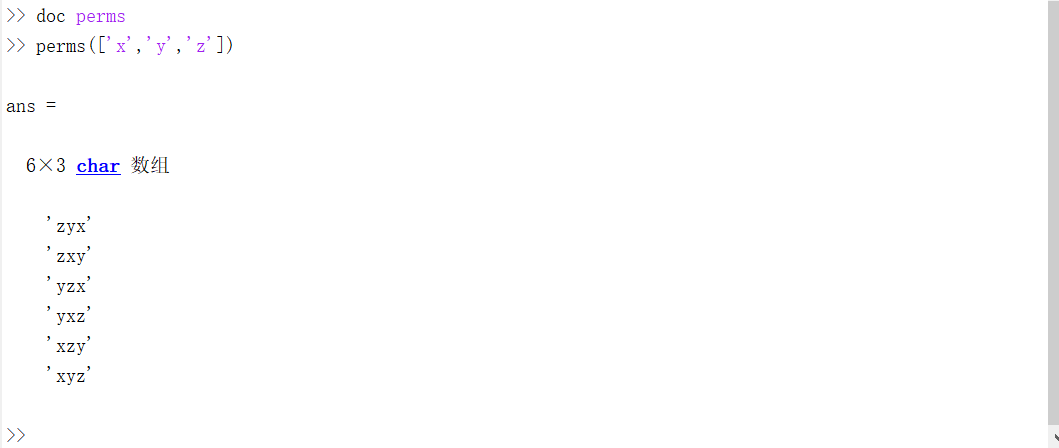 >> doc perms
>> perms(['x','y','z'])
ans =
6×3 char 数组
'zyx'
'zxy'
'yzx'
'yxz'
'xzy'
'xyz'
>>